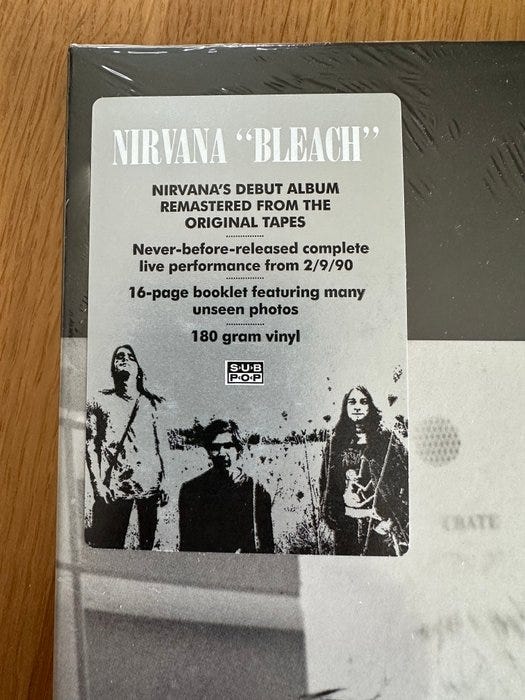 NIRVANA “BLEACH”
NIRVANA'S DEBUT ALBUM
REMASTERED FROM THE
ORIGINAL TAPES
Never-before-released complete
live performance from 2/9/90
16-page booklet featuring many
unseen photos
180 gram vinyl
SUB
POP
CRATE